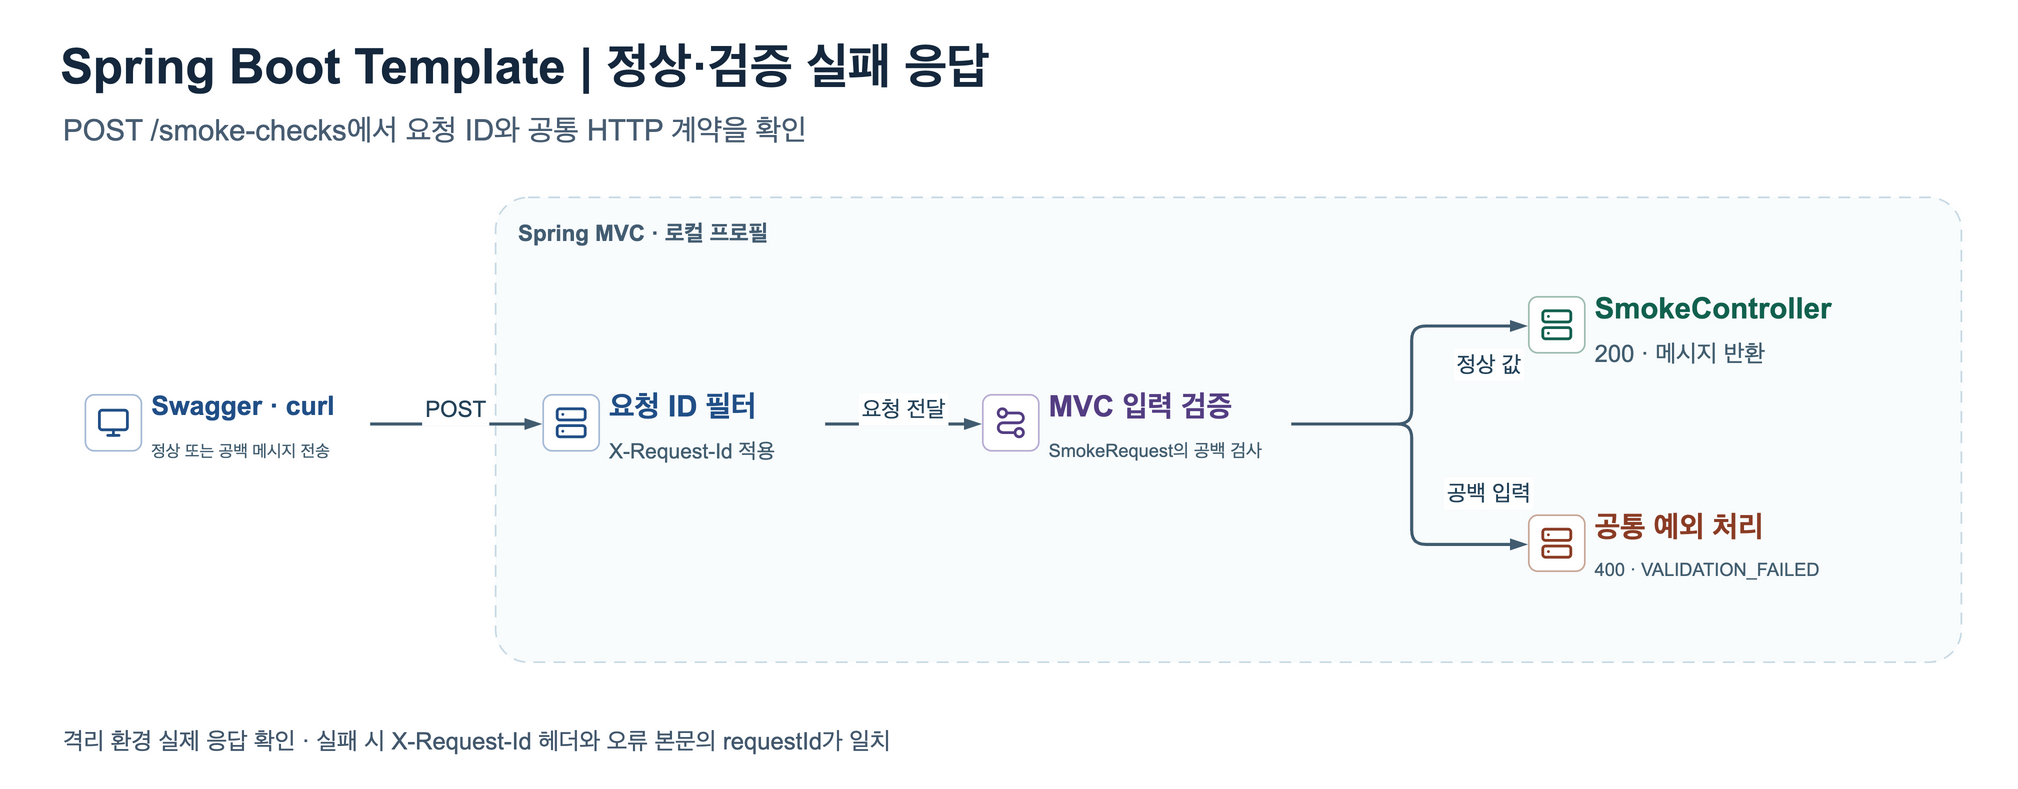 Spring Boot Template | 정상·검증 실패 응답
POST /smoke-checks에서 요청 ID와 공통 HTTP 계약을 확인
Spring MVC · 로컬 프로필
Swagger · curl
정상 또는 공백 메시지 전송
POST
요청 ID 필터
X-Request-Id 적용
요청 전달
MVC 입력 검증
SmokeRequest의 공백 검사
정상 값
SmokeController
200 · 메시지 반환
공백 입력
공통 예외 처리
400 · VALIDATION_FAILED
격리 환경 실제 응답 확인 · 실패 시 X-Request-Id 헤더와 오류 본문의 requestId가 일치